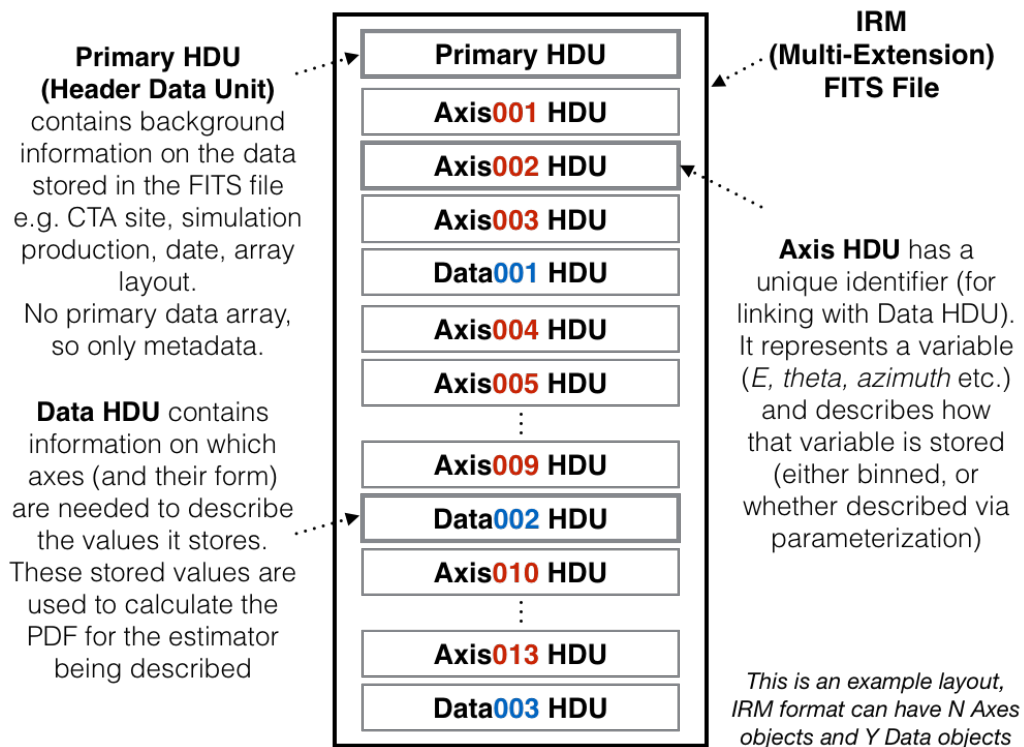 Primary HDU
(Header Data Unit)
contains background
information on the data
stored in the FITS file
e.g. CTA site, simulation
production, date, array
layout.
No primary data array,
so only metadata.
Data HDU contains
information on which
axes (and their form)
are needed to describe
the values it stores.
These stored values are
used to calculate the
PDF for the estimator
being described
Primary HDU
Axis001 HDU
Axis002 HDU
Axis003 HDU
Data001 HDU
Axis004 HDU
Axis005 HDU
Axis009 HDU
Data002 HDU
Axis010 HDU
Axis013 HDU
Data003 HDU
IRM
(Multi-Extension)
FITS File
Axis HDU has a
unique identifier (for
linking with Data HDU).
It represents a variable
(E, theta, azimuth etc.)
and describes how
that variable is stored
(either binned, or
whether described via
parameterization)
This is an example layout,
IRM format can have N Axes
objects and Y Data objects